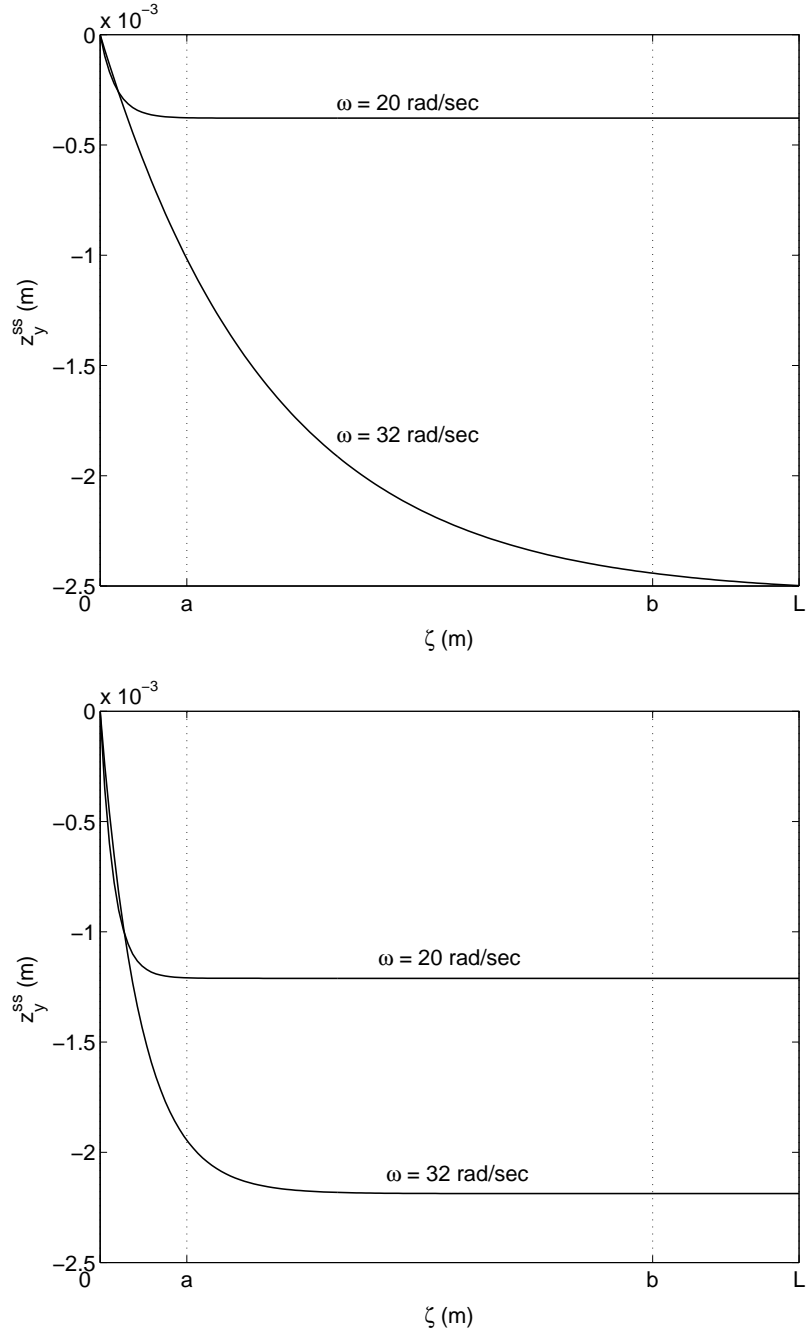 x 10⁻³
0
−0.5
−1
−1.5
−2
−2.5
z_y^ss (m)
ω = 20 rad/sec
ω = 32 rad/sec
0 a b L
ζ (m)
x 10⁻³
0
−0.5
−1
−1.5
−2
−2.5
z_y^ss (m)
ω = 20 rad/sec
ω = 32 rad/sec
0 a b L
ζ (m)